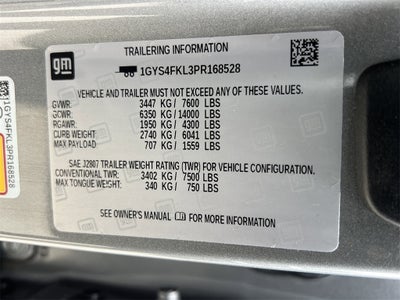 gm
TRAILERING INFORMATION
1GYS4FKL3PR168528
VEHICLE AND TRAILER MUST NOT EXCEED ANY OF THESE VALUES.
GVWR: 3447 KG / 7600 LBS
GCWR: 6350 KG / 14000 LBS
RGAWR: 1950 KG / 4300 LBS
CURB WEIGHT 2740 KG / 6041 LBS
MAX PAYLOAD 707 KG / 1559 LBS
SAE J2807 TRAILER WEIGHT RATING (TWR) FOR VEHICLE CONFIGURATION.
CONVENTIONAL TWR: 3402 KG / 7500 LBS
MAX TONGUE WEIGHT: 340 KG / 750 LBS
SEE OWNER'S MANUAL FOR MORE INFORMATION.
1GYS4FKL3PR168528